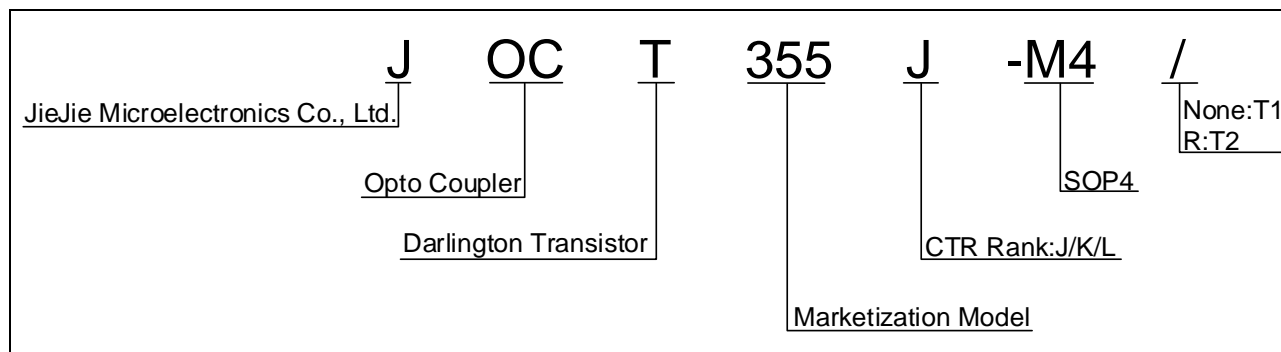 J OC T 355 J -M4 /
JieJie Microelectronics Co., Ltd.
None:T1
R:T2
Opto Coupler
SOP4
Darlington Transistor
CTR Rank:J/K/L
Marketization Model